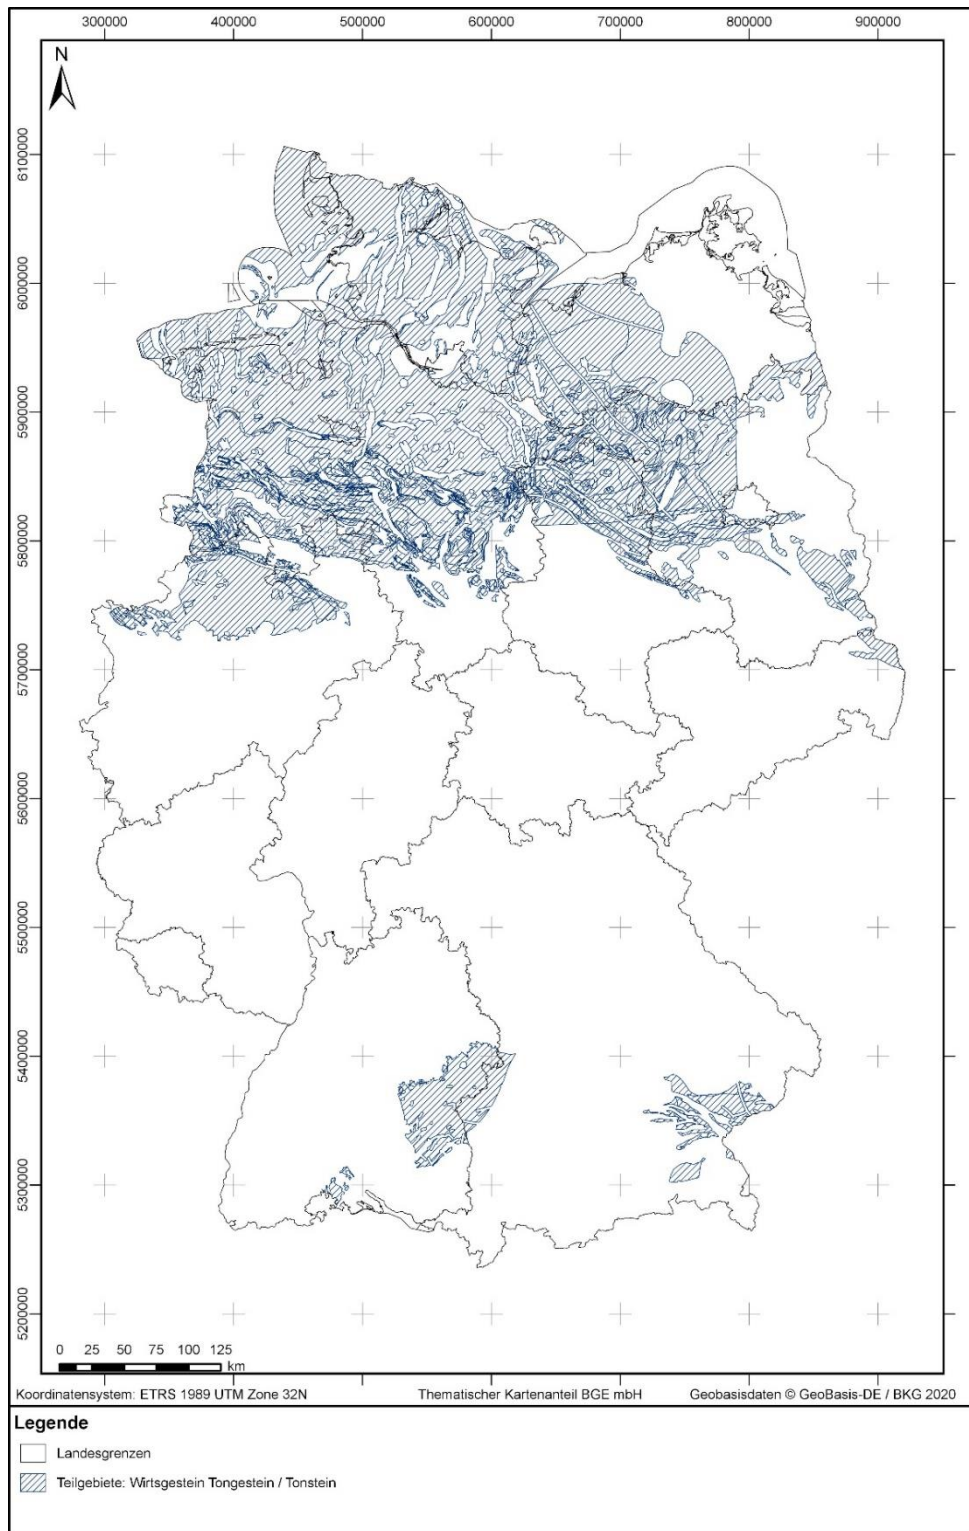 300000 400000 500000 600000 700000 800000 900000
N
6100000
6000000
5900000
5800000
5700000
5600000
5500000
5400000
5300000
5200000
0 25 50 75 100 125
km
Koordinatensystem: ETRS 1989 UTM Zone 32N Thematischer Kartenanteil BGE mbH Geobasisdaten © GeoBasis-DE / BKG 2020
Legende
Landesgrenzen
Teilgebiete: Wirtsgestein Tongestein / Tonstein